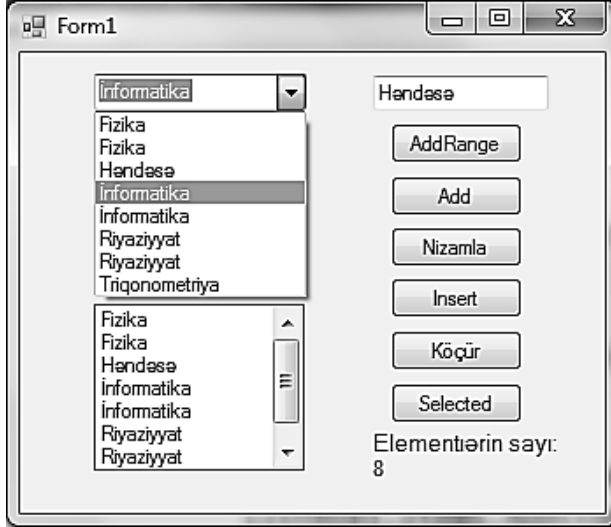 Form1
İnformatika
Fizika
Fizika
Həndəsə
İnformatika
İnformatika
Riyaziyyat
Riyaziyyat
Triqonometriya
Fizika
Fizika
Həndəsə
İnformatika
İnformatika
Riyaziyyat
Riyaziyyat
Həndəsə
AddRange
Add
Nizamla
Insert
Köçür
Selected
Elementlərin sayı:
8